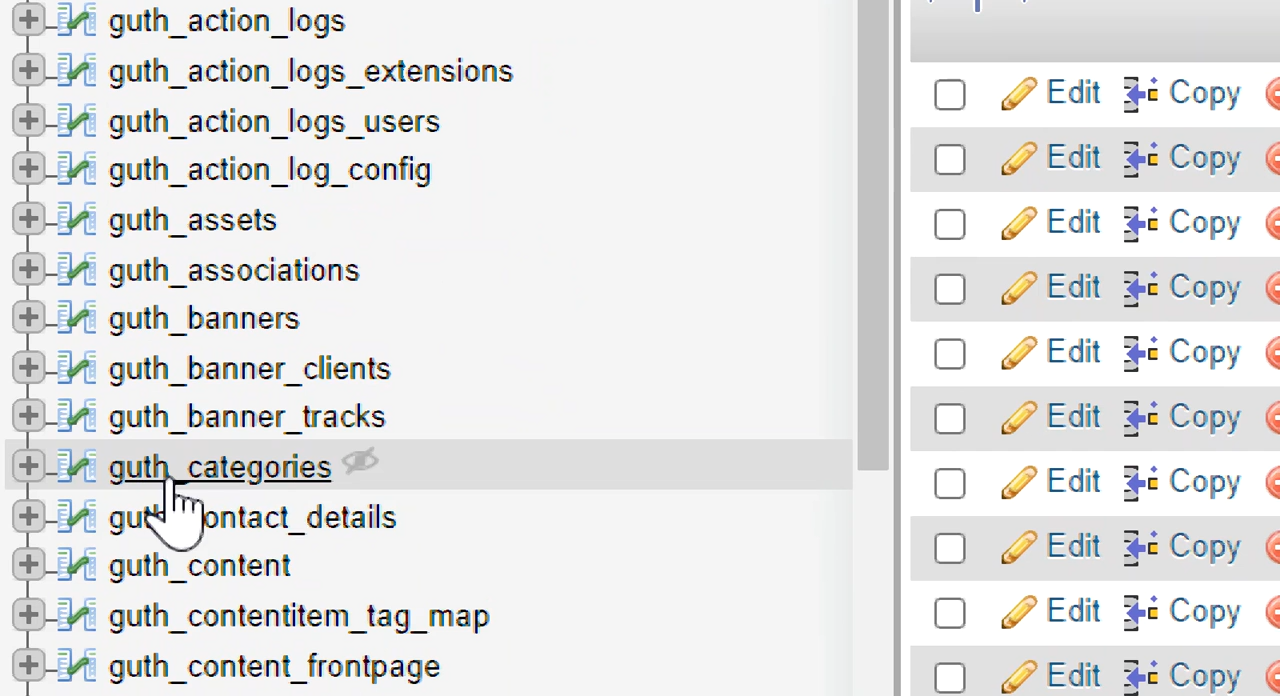 guth_action_logs
guth_action_logs_extensions
guth_action_logs_users
guth_action_log_config
guth_assets
guth_associations
guth_banners
guth_banner_clients
guth_banner_tracks
guth_categories
contact_details
guth_content
guth_contentitem_tag_map
guth_content_frontpage
Edit Copy
Edit Copy
Edit Copy
Edit Copy
Edit Copy
Edit Copy
Edit Copy
Edit Copy
Edit Copy
Edit Copy